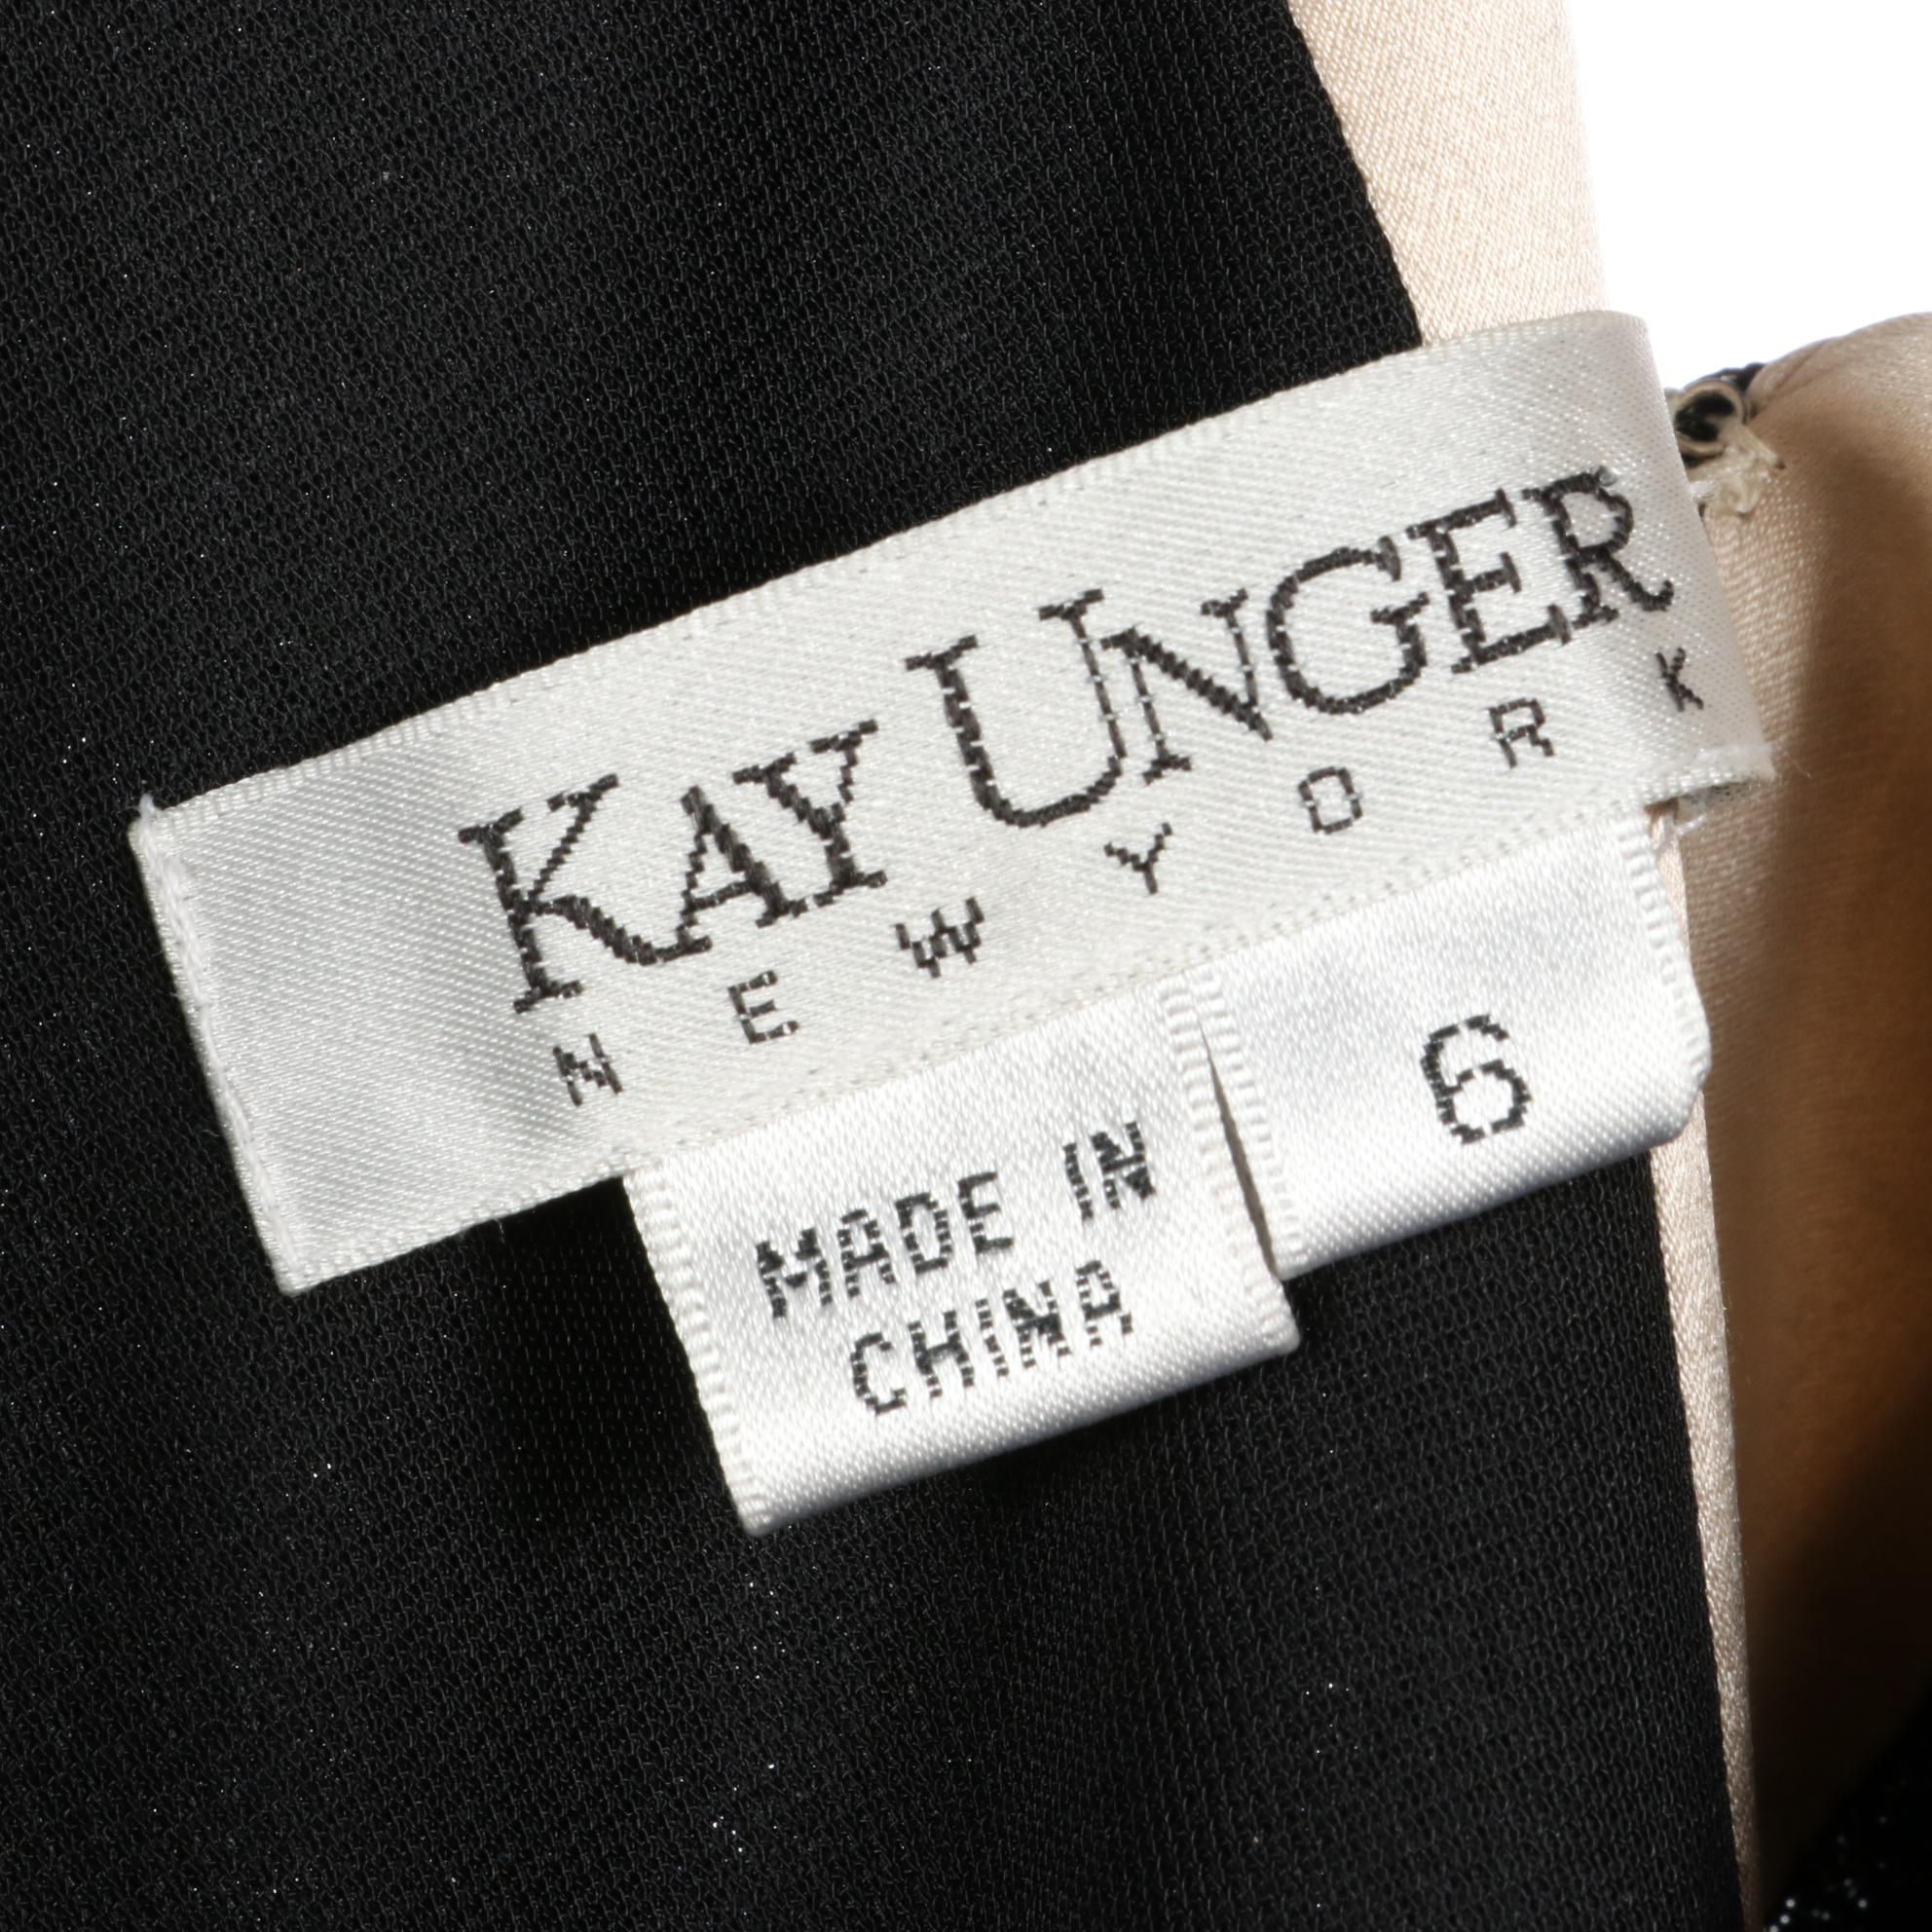 KAY UNGER
NEW YORK
6
MADE IN
CHINA